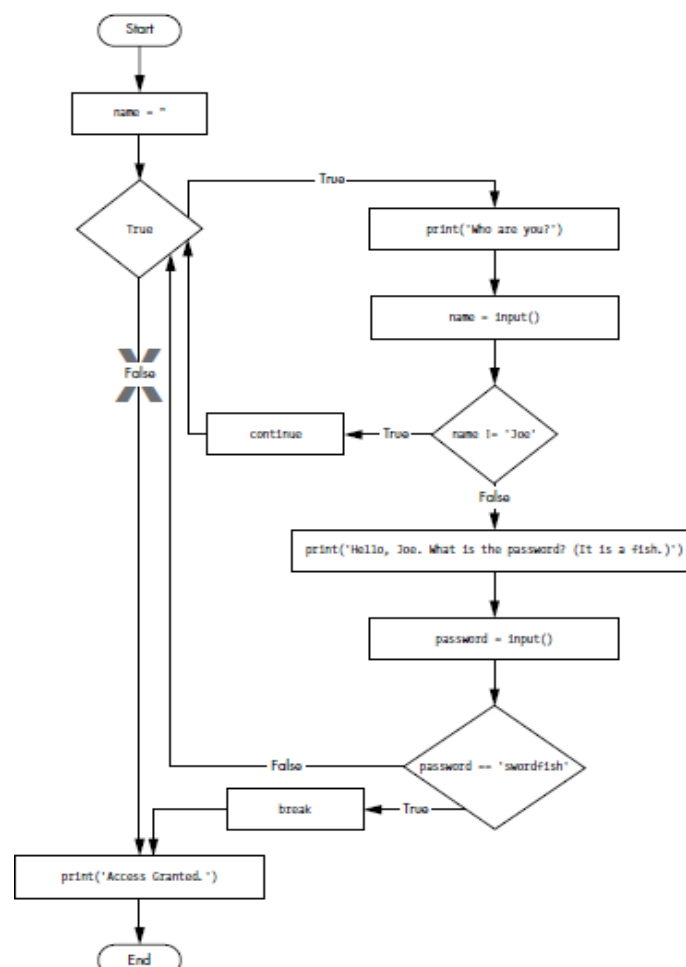 Start
name = ''
True
True
print('Who are you?')
name = input()
False
continue
True
name != 'Joe'
False
print('Hello, Joe. What is the password? (It is a fish.)')
password = input()
False
password == 'swordfish'
break
True
print('Access Granted.')
End